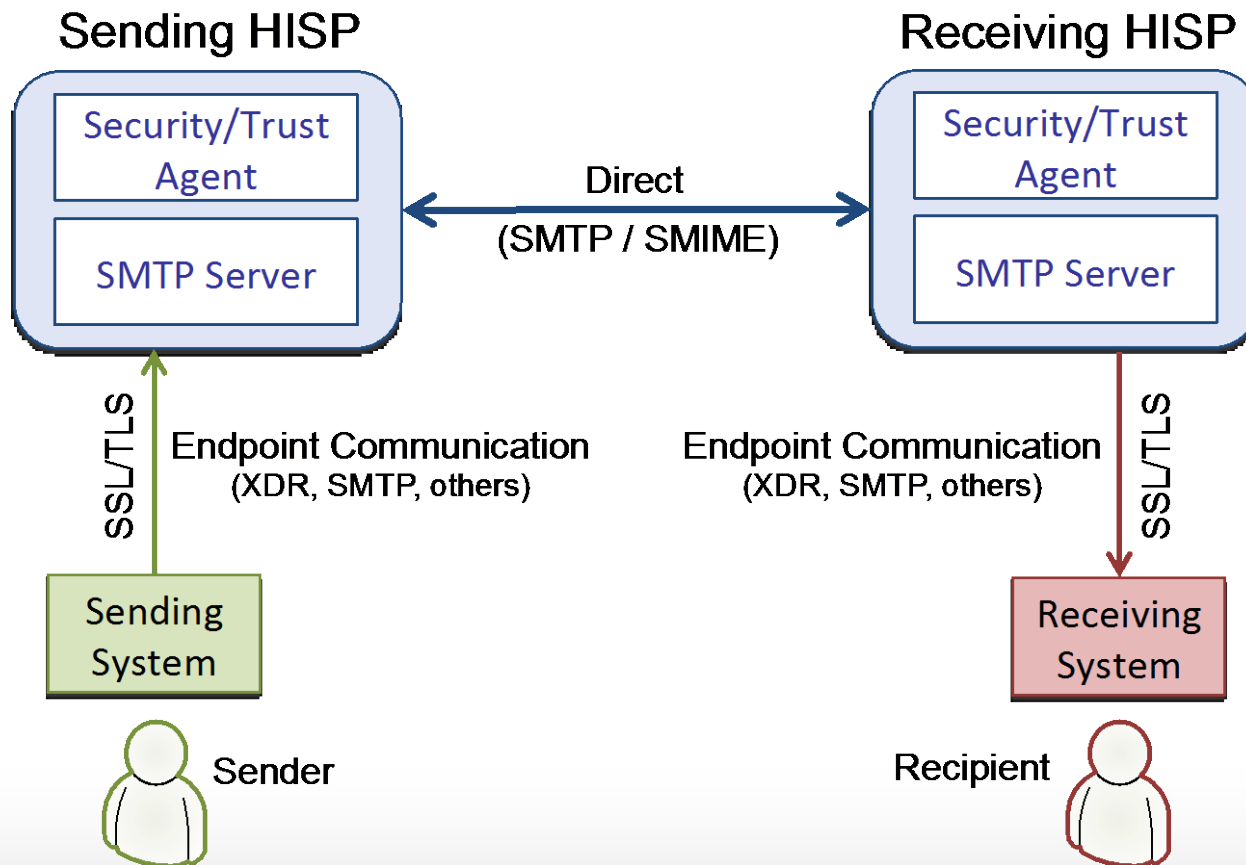 Sending HISP
Receiving HISP
Security/Trust
Agent
SMTP Server
Direct
(SMTP / SMIME)
Security/Trust
Agent
SMTP Server
SSL/TLS
Endpoint Communication
(XDR, SMTP, others)
Endpoint Communication
(XDR, SMTP, others)
SSL/TLS
Sending
System
Receiving
System
Sender
Recipient